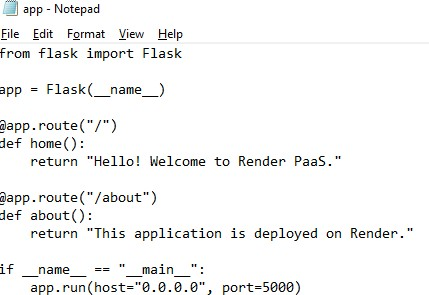 app - Notepad
File Edit Format View Help
from flask import Flask
app = Flask(__name__)
@app.route("/")
def home():
    return "Hello! Welcome to Render PaaS."
@app.route("/about")
def about():
    return "This application is deployed on Render."
if __name__ == "__main__":
    app.run(host="0.0.0.0", port=5000)